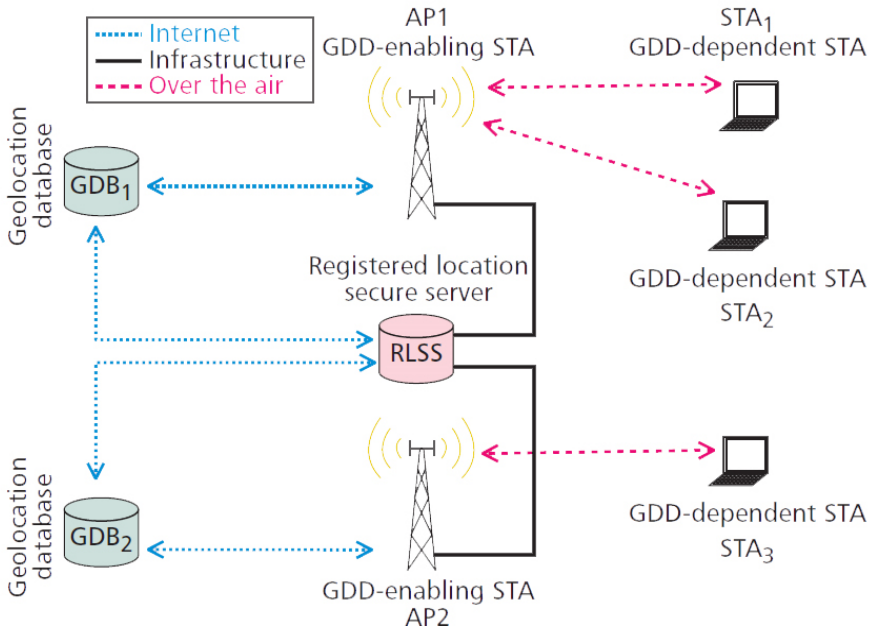 Internet
Infrastructure
Over the air
AP1
GDD-enabling STA
STA1
GDD-dependent STA
Geolocation
database
GDB1
GDD-dependent STA
STA2
Registered location
secure server
RLSS
Geolocation
database
GDB2
GDD-dependent STA
STA3
GDD-enabling STA
AP2